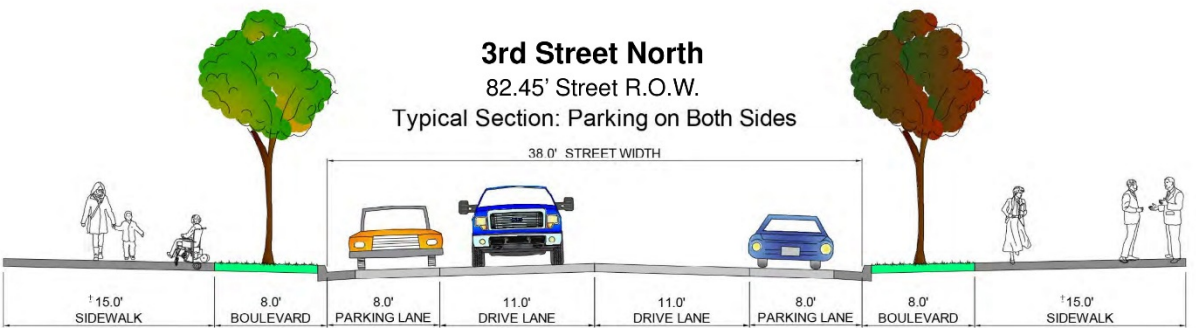 3rd Street North
82.45' Street R.O.W.
Typical Section: Parking on Both Sides
38.0' STREET WIDTH
†15.0' 8.0' 8.0' 11.0' 11.0' 8.0' 8.0' †15.0'
SIDEWALK BOULEVARD PARKING LANE DRIVE LANE DRIVE LANE PARKING LANE BOULEVARD SIDEWALK